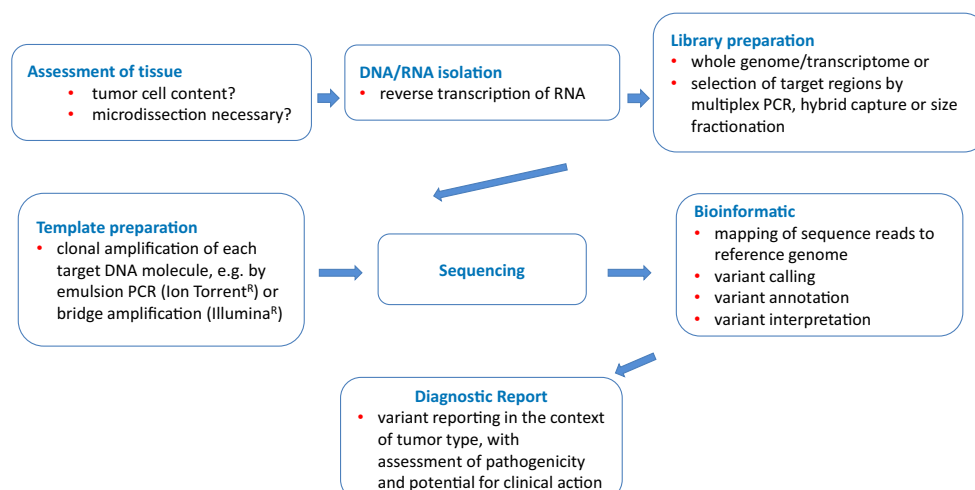 Assessment of tissue
• tumor cell content?
• microdissection necessary?
DNA/RNA isolation
• reverse transcription of RNA
Library preparation
• whole genome/transcriptome or
• selection of target regions by
multiplex PCR, hybrid capture or size
fractionation
Template preparation
• clonal amplification of each
target DNA molecule, e.g. by
emulsion PCR (Ion Torrentᴿ) or
bridge amplification (Illuminaᴿ)
Sequencing
Bioinformatic
• mapping of sequence reads to
reference genome
• variant calling
• variant annotation
• variant interpretation
Diagnostic Report
• variant reporting in the context
of tumor type, with
assessment of pathogenicity
and potential for clinical action